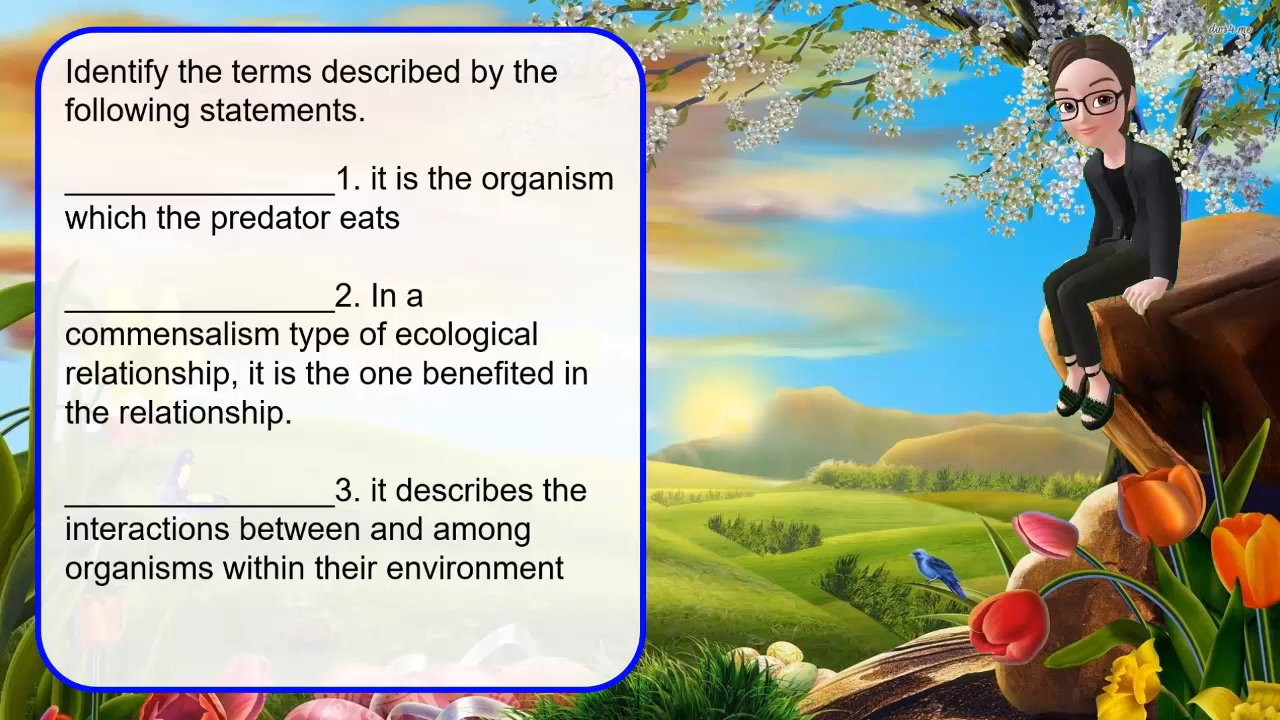 Identify the terms described by the
following statements.
_______________1. it is the organism
which the predator eats
_______________2. In a
commensalism type of ecological
relationship, it is the one benefited in
the relationship.
_______________3. it describes the
interactions between and among
organisms within their environment